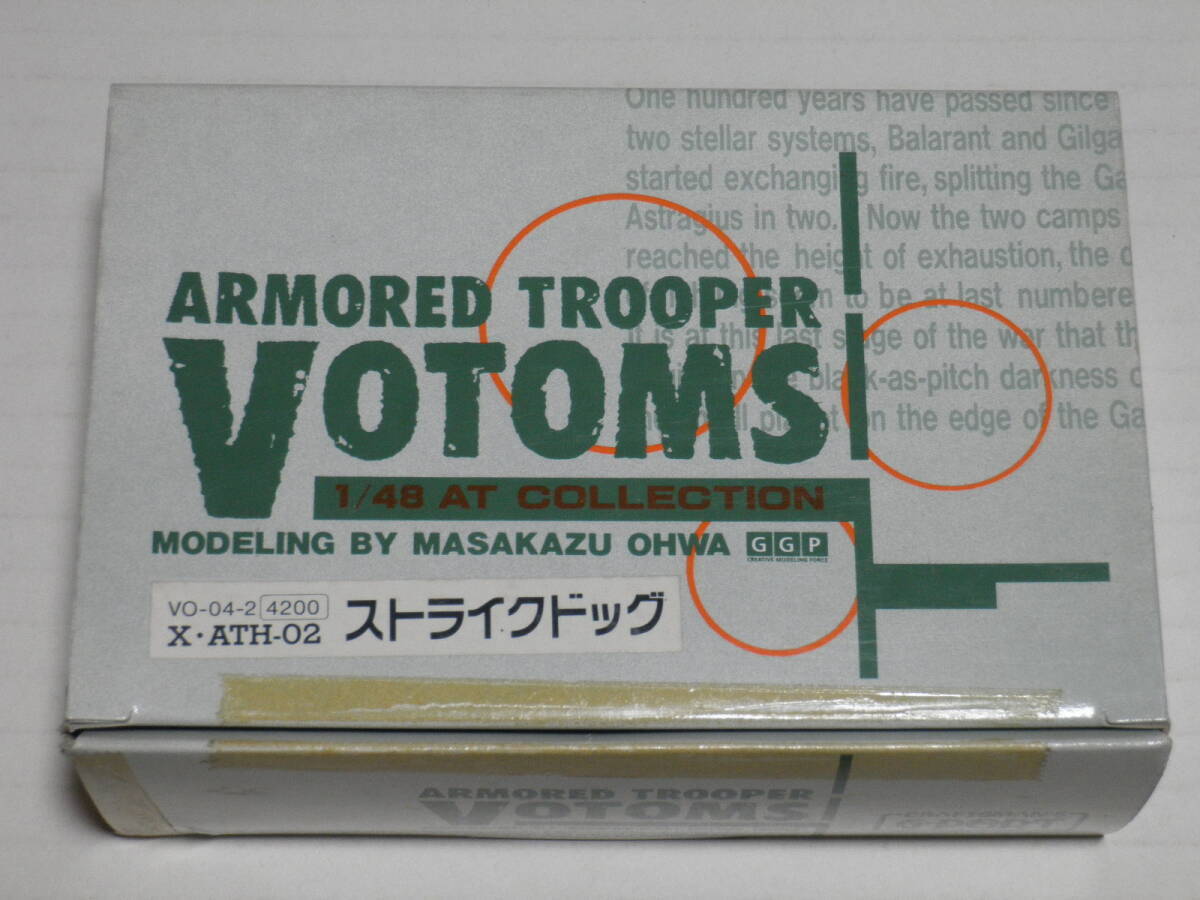 One hundred years have passed since
two stellar systems, Balarant and Gilga
started exchanging fire, splitting the Ga
Astragius in two. Now the two camps
reached the height of exhaustion, the
to be at last numbere
It is at this last stage of the war that th
black-as-pitch darkness
planet on the edge of the Ga
ARMORED TROOPER
VOTOMS
1/48 AT COLLECTION
MODELING BY MASAKAZU OHWA GGP
CREATIVE MODELING FORCE
VO-04-2 4200
X・ATH-02 ストライクドッグ
ARMORED TROOPER
VOTOMS